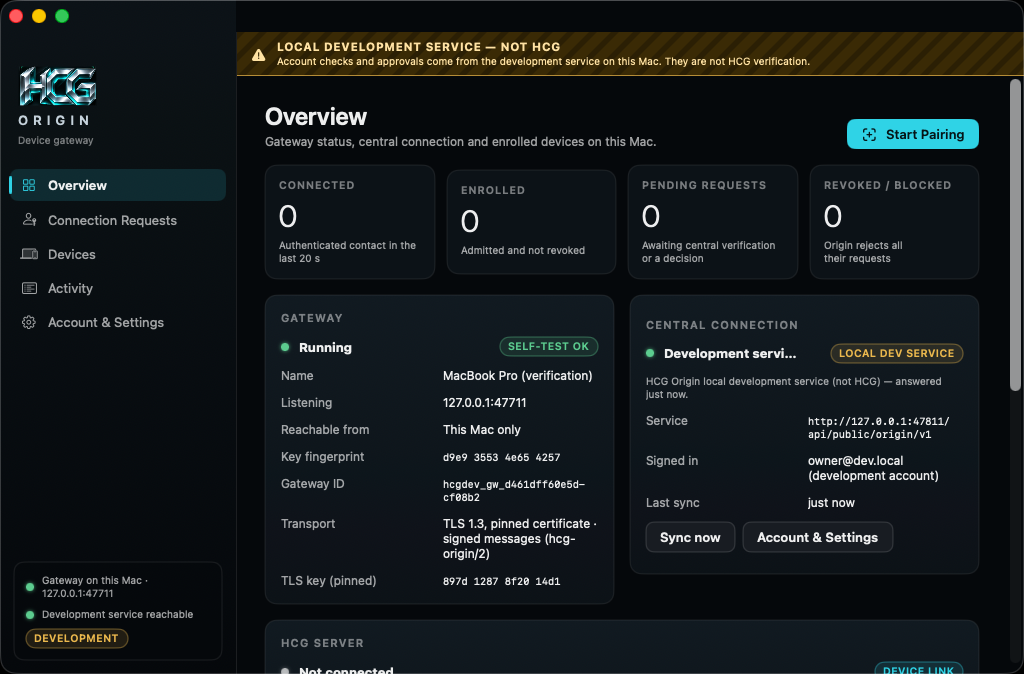 HCG
ORIGIN
Device gateway
Overview
Connection Requests
Devices
Activity
Account & Settings
Gateway on this Mac ·
127.0.0.1:47711
Development service reachable
DEVELOPMENT
LOCAL DEVELOPMENT SERVICE — NOT HCG
Account checks and approvals come from the development service on this Mac. They are not HCG verification.
Overview
Gateway status, central connection and enrolled devices on this Mac.
Start Pairing
CONNECTED
0
Authenticated contact in the
last 20 s
ENROLLED
0
Admitted and not revoked
PENDING REQUESTS
0
Awaiting central verification
or a decision
REVOKED / BLOCKED
0
Origin rejects all
their requests
GATEWAY
Running
SELF-TEST OK
Name
MacBook Pro (verification)
Listening
127.0.0.1:47711
Reachable from
This Mac only
Key fingerprint
d9e9 3553 4e65 4257
Gateway ID
hcgdev_gw_d461dff60e5d-
cf08b2
Transport
TLS 1.3, pinned certificate ·
signed messages (hcg-
origin/2)
TLS key (pinned)
897d 1287 8f20 14d1
CENTRAL CONNECTION
Development servi...
LOCAL DEV SERVICE
HCG Origin local development service (not HCG) — answered
just now.
Service
http://127.0.0.1:47811/
api/public/origin/v1
Signed in
owner@dev.local
(development account)
Last sync
just now
Sync now
Account & Settings
HCG SERVER
Not connected
DEVICE LINK